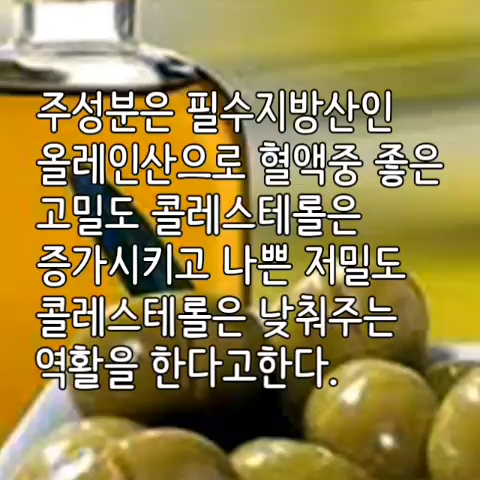 주성분은 필수지방산인
올레인산으로 혈액중 좋은
고밀도 콜레스테롤은
증가시키고 나쁜 저밀도
콜레스테롤은 낮춰주는
역활을 한다고한다.